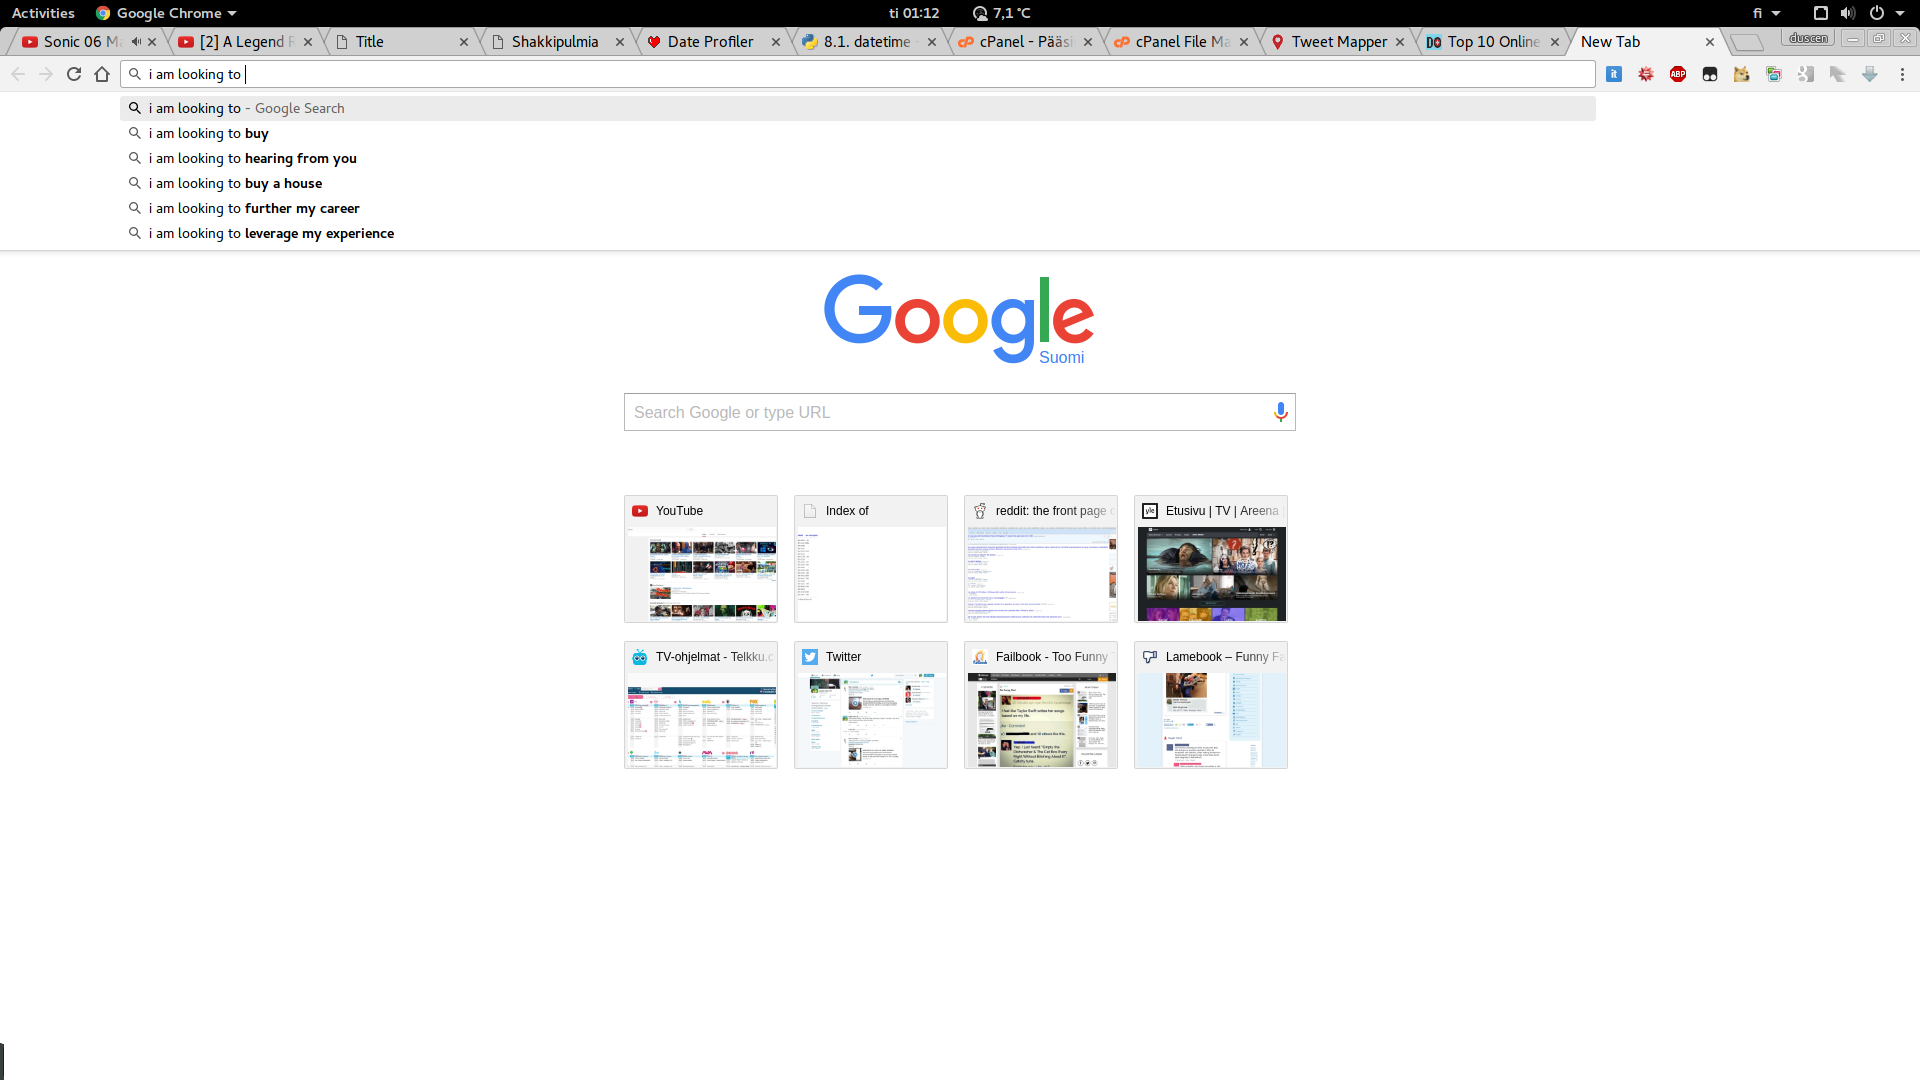 Activities Google Chrome ti 01:12 7,1 °C fi
Sonic 06 Ma [2] A Legend R Title Shakkipulmia Date Profiler 8.1. datetime cPanel - Pääsi cPanel File Ma Tweet Mapper Top 10 Online New Tab duscen
i am looking to
i am looking to - Google Search
i am looking to buy
i am looking to hearing from you
i am looking to buy a house
i am looking to further my career
i am looking to leverage my experience
Google
Suomi
Search Google or type URL
YouTube Index of reddit: the front page o Etusivu | TV | Areena |
TV-ohjelmat - Telkku.c Twitter Failbook - Too Funny Lamebook – Funny Fa